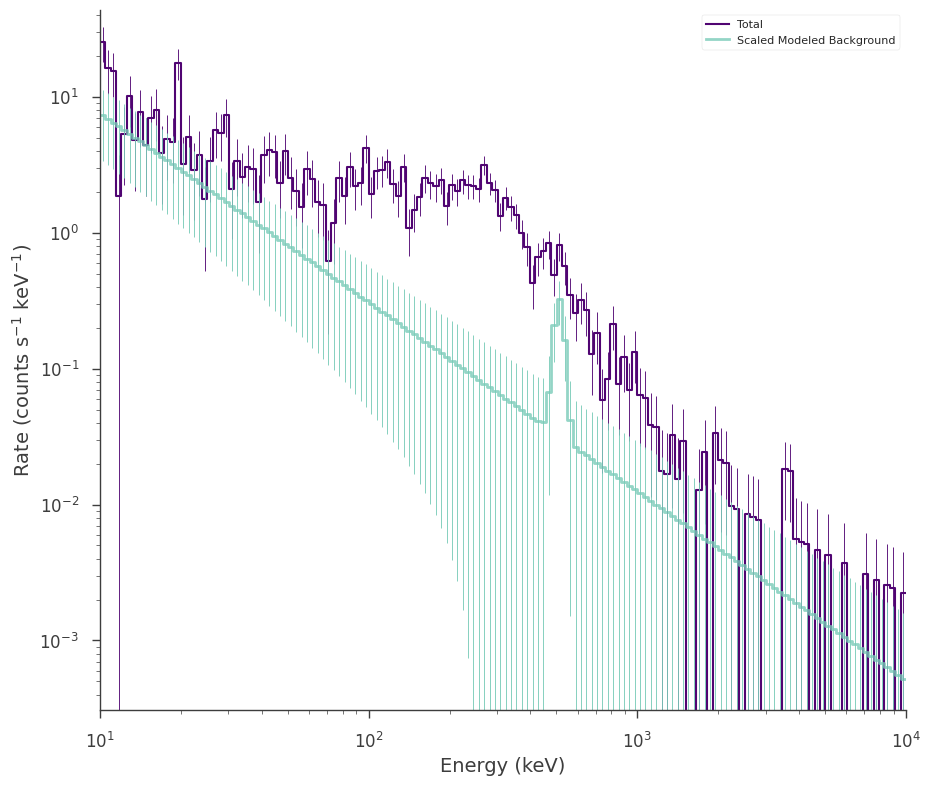 Total
Scaled Modeled Background
10¹
10⁰
10⁻¹
10⁻²
10⁻³
Rate (counts s⁻¹ keV⁻¹)
10¹ 10² 10³ 10⁴
Energy (keV)